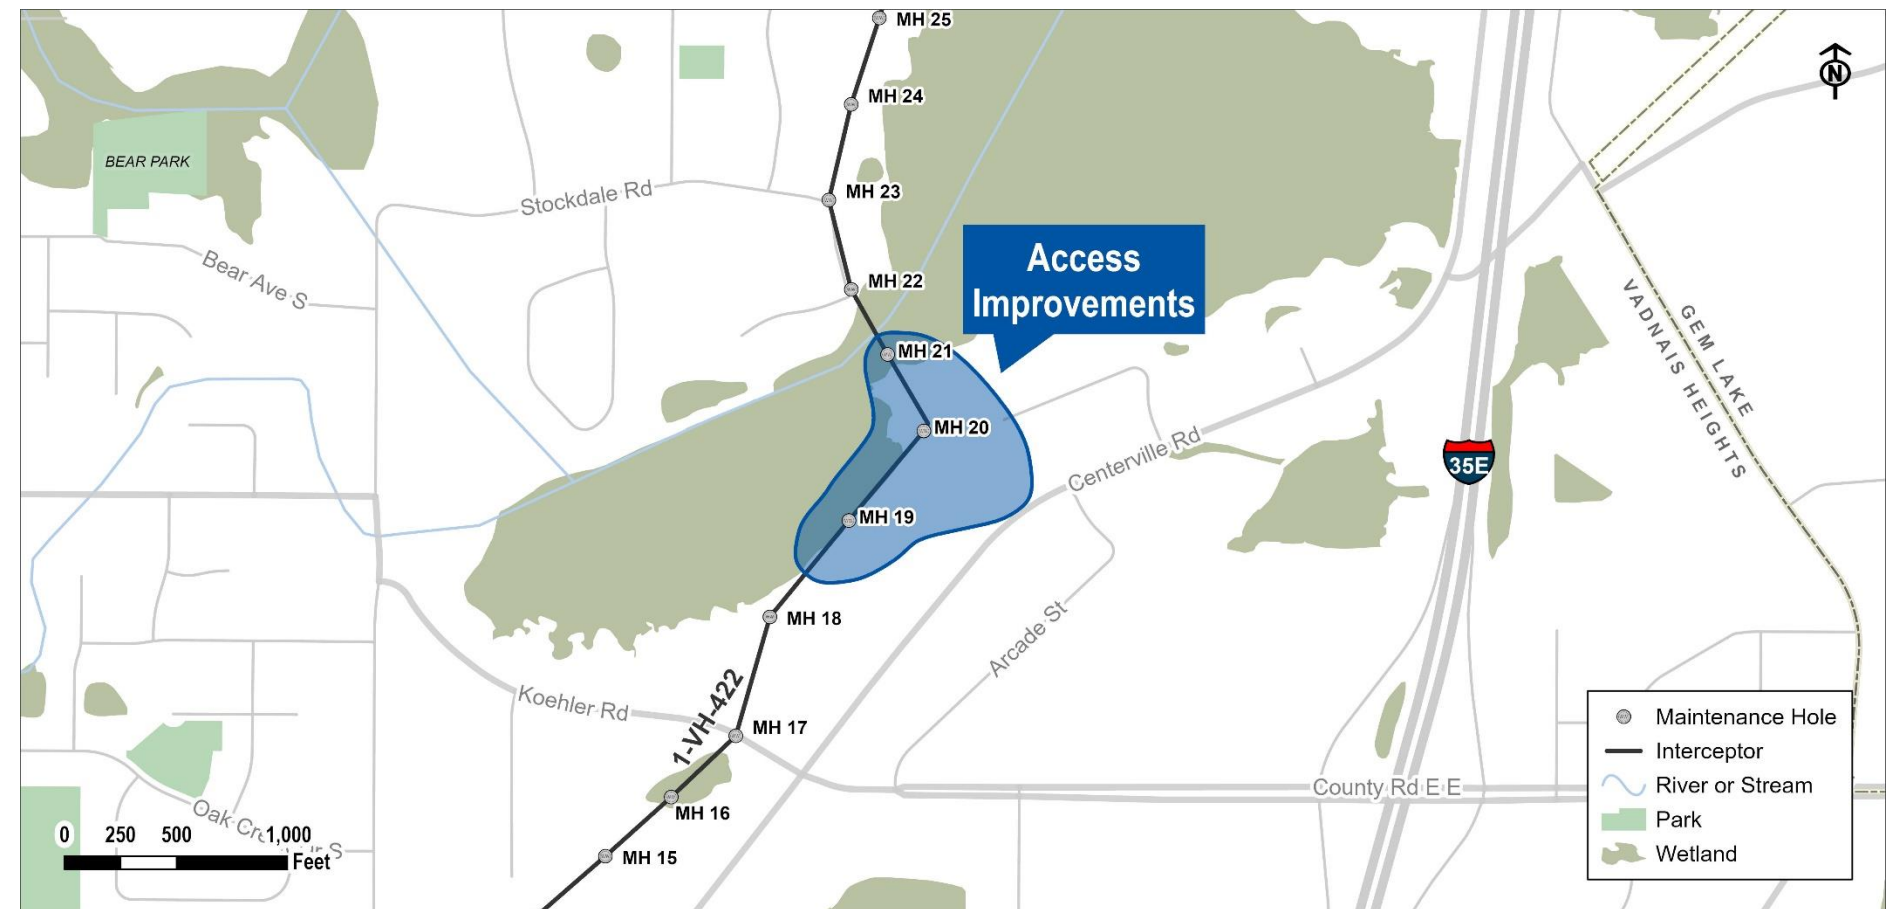 MH 25
MH 24
BEAR PARK
N
Stockdale Rd
MH 23
Access
Improvements
Bear Ave S
MH 22
GEM LAKE
VADNAIS HEIGHTS
MH 21
MH 20
Centerville Rd
35E
MH 19
MH 18
Arcade St
1-VH-422
Koehler Rd
MH 17
County Rd E E
MH 16
Oak
0 250 500 1,000
Feet
MH 15
Maintenance Hole
Interceptor
River or Stream
Park
Wetland